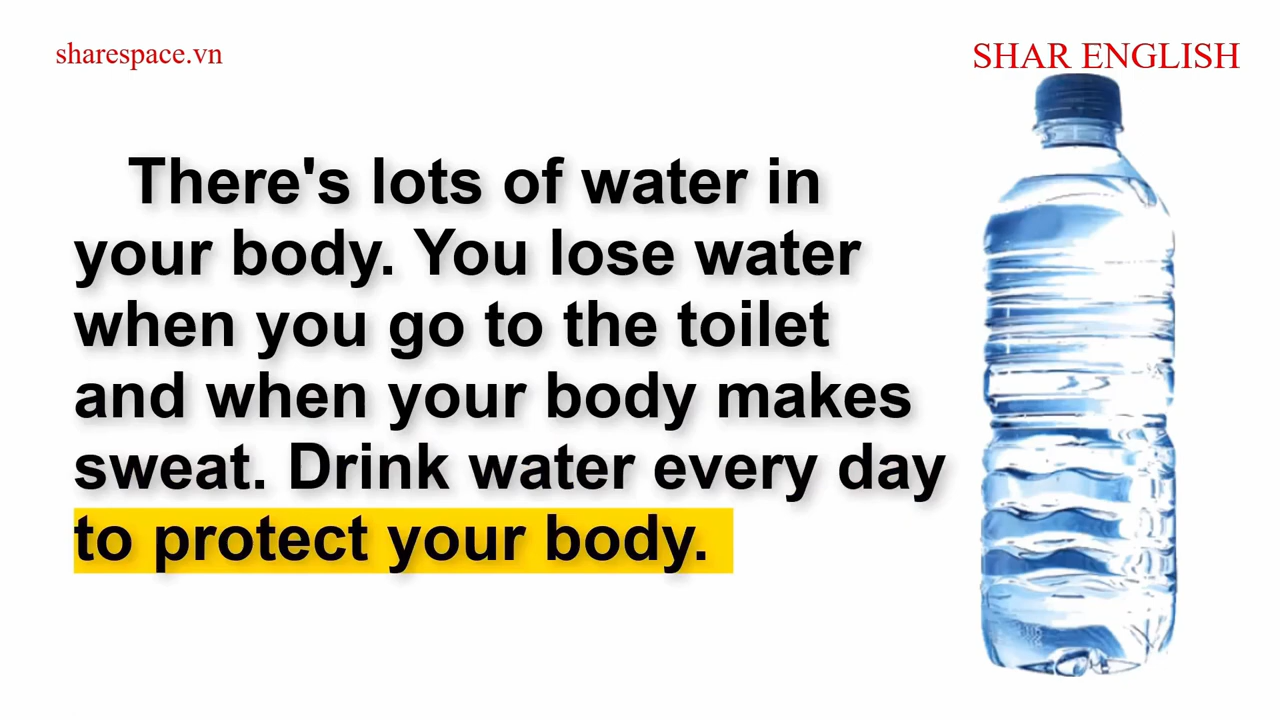 sharespace.vn
SHAR ENGLISH
There's lots of water in
your body. You lose water
when you go to the toilet
and when your body makes
sweat. Drink water every day
to protect your body.